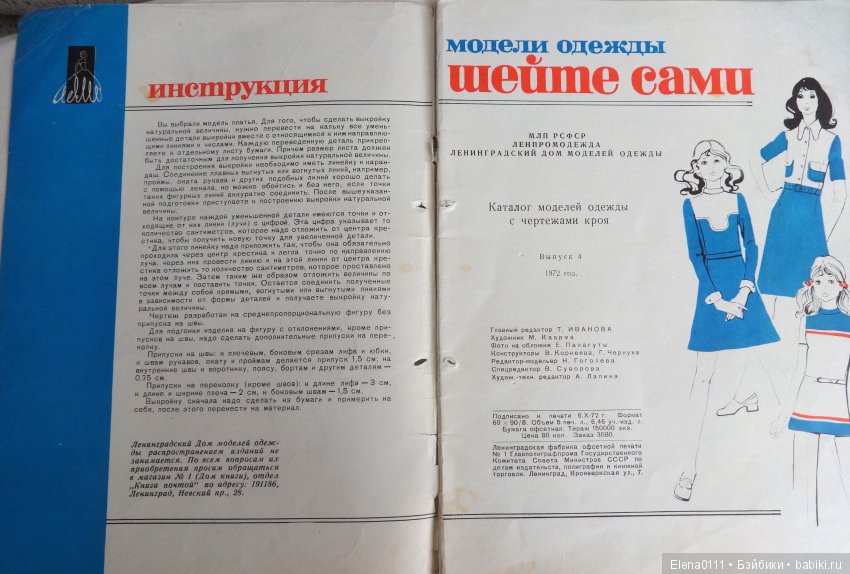 ЛДМО
инструкция
Вы выбрали модель платья. Для того, чтобы сделать выкройку
натуральной величины, нужно перевести на кальку все умень-
шенные детали выкройки вместе с относящимися к ним направляю-
щими линиями и числами. Каждую переведенную деталь прикреп-
ляете к отдельному листу бумаги. Причем размер листа должен
быть достаточным для получения выкройки натуральной величины.
Для построения выкройки необходимо иметь линейку и каран-
даш. Соединение плавных выгнутых или вогнутых линий, например,
проймы, оката рукава и других подобных линий хорошо делать
с помощью лекала, но можно обойтись и без него, если точки
таких фигурных линий аккуратно соединить. После вышеуказан-
ной подготовки приступаете к построению выкройки натуральной
величины.
На контуре каждой уменьшенной детали имеются точки и от-
ходящие от них линии (лучи) с цифрой. Эта цифра указывает то
количество сантиметров, которое надо отложить от центра кре-
стика, чтобы получить новую точку для увеличенной детали.
Для этого линейку надо приложить так, чтобы она обязательно
проходила через центр крестика и легла точно по направлению
луча, через них провести линию и на этой линии от центра кре-
стика отложить то количество сантиметров, которое проставлено
на этом луче. Затем таким же образом отложить величины по
всем лучам и поставить точки. Остается соединить полученные
точки между собой прямыми, вогнутыми или выгнутыми линиями
в зависимости от формы деталей и получаете выкройку нату-
ральной величины.
Чертеж разработан на среднепропорциональную фигуру без
припуска на швы.
Для подгонки изделия на фигуру с отклонениями, кроме при-
пусков на швы, надо сделать дополнительные припуски на пере-
колку.
Припуски на швы: к плечевым, боковым срезам лифа и юбки,
к швам рукавов, окату и проймам делается припуск 1,5 см; на
внутренние швы к воротнику, поясу, бортам и другим деталям —
0,75 см.
Припуски на переколку (кроме швов): к длине лифа — 3 см,
к длине и ширине плеча — 2 см, к боковым швам — 1,5 см.
Выкройку сначала надо сделать из бумаги и примерить на
себя, после этого перенести на материал.
Ленинградский Дом моделей одеж-
ды распространением изданий не
занимается. По всем вопросам их
приобретения просим обращаться
в магазин № 1 (Дом книги), отдел
„Книга почтой“ по адресу: 191186,
Ленинград, Невский пр., 28.
модели одежды
шейте сами
МЛП РСФСР
ЛЕНПРОМОДЕЖДА
ЛЕНИНГРАДСКИЙ ДОМ МОДЕЛЕЙ ОДЕЖДЫ
Каталог моделей одежды
с чертежами кроя
Выпуск 4
1972 год.
Главный редактор Т. ИВАНОВА
Художник М. Каарма
Фото на обложке Е. Палагуты
Конструкторы В. Корнеева, Г. Чернуха
Редактор-модельер Н. Гоголева
Спецредактор В. Суворова
Худож.-техн. редактор А. Лапина
Подписано к печати 6.X-72 г. Формат
60 × 90/8. Объем 5 печ. л., 6,46 уч.-изд. л.
Бумага офсетная. Тираж 150000 экз.
Цена 80 коп. Заказ 3080.
Ленинградская фабрика офсетной печати
№ 1 Главполиграфпрома Государственного
Комитета Совета Министров СССР по
делам издательств, полиграфии и книжной
торговли. Ленинград, Кронверкская ул., 7.
Elena0111 • Бэйбики • babiki.ru